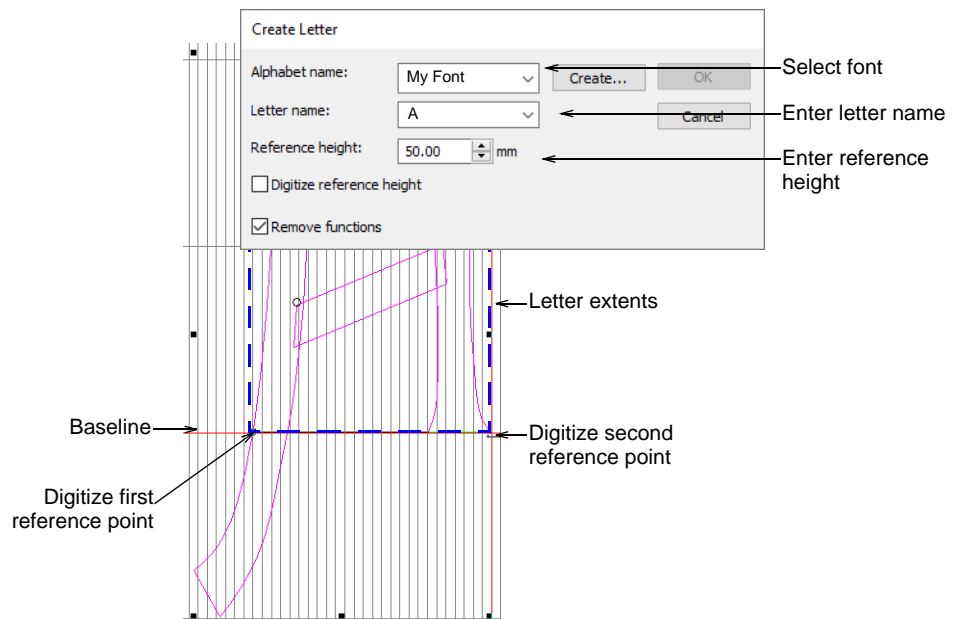 Create Letter
Alphabet name:
My Font
Create...
OK
Select font
Letter name:
A
Cancel
Enter letter name
Reference height:
50.00
mm
Enter reference
height
Digitize reference height
Remove functions
Letter extents
Baseline
Digitize second
reference point
Digitize first
reference point